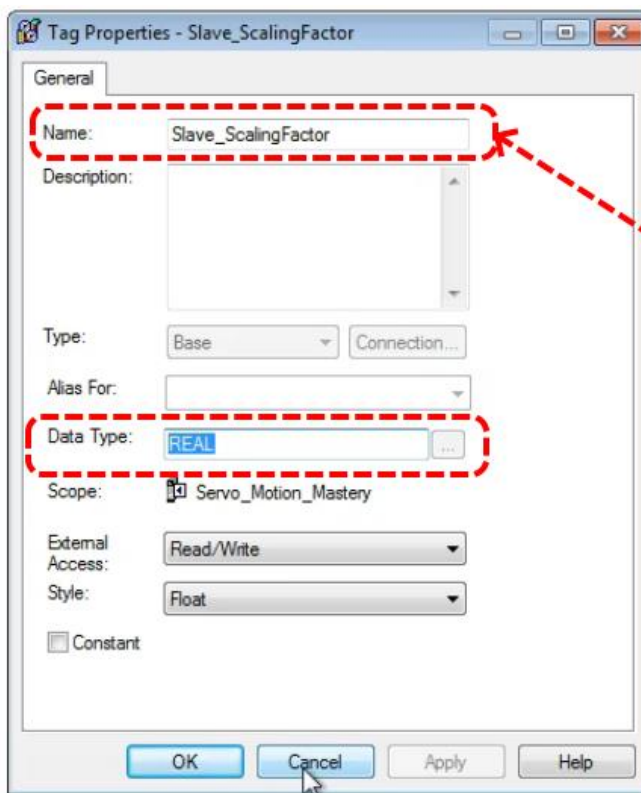 Tag Properties - Slave_ScalingFactor
General
Name: Slave_ScalingFactor
Description:
Type: Base Connection...
Alias For:
Data Type: REAL ...
Scope: Servo_Motion_Mastery
External Access: Read/Write
Style: Float
Constant
OK Cancel Apply Help